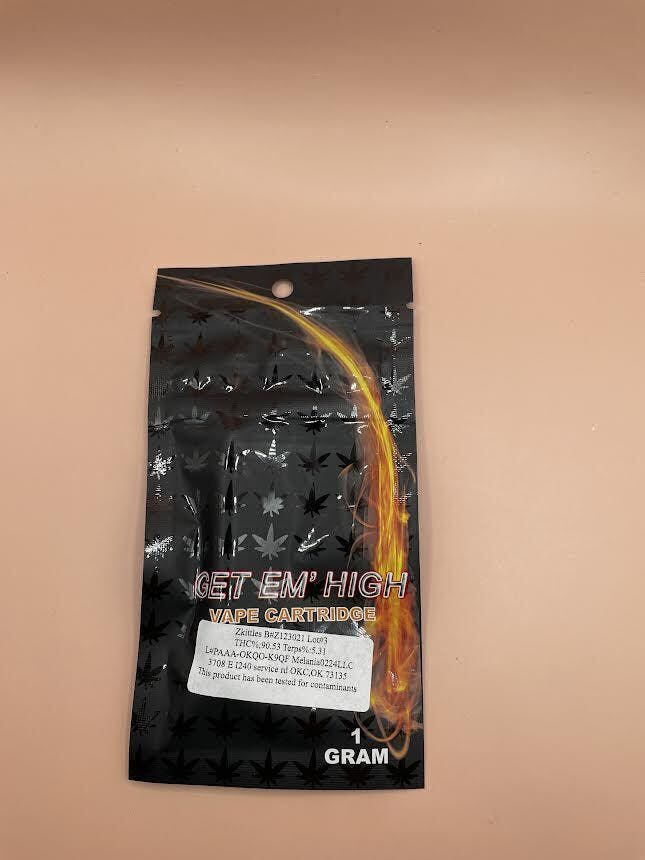 GET EM' HIGH
VAPE CARTRIDGE
Zkittles B#Z123021 Lot#3
THC%:90.53 Terps%:5.31
L#PAAA-OKQO-K9QF Melania0224LLC
3708 E I240 service rd OKC,OK 73135
This product has been tested for contaminants
1
GRAM